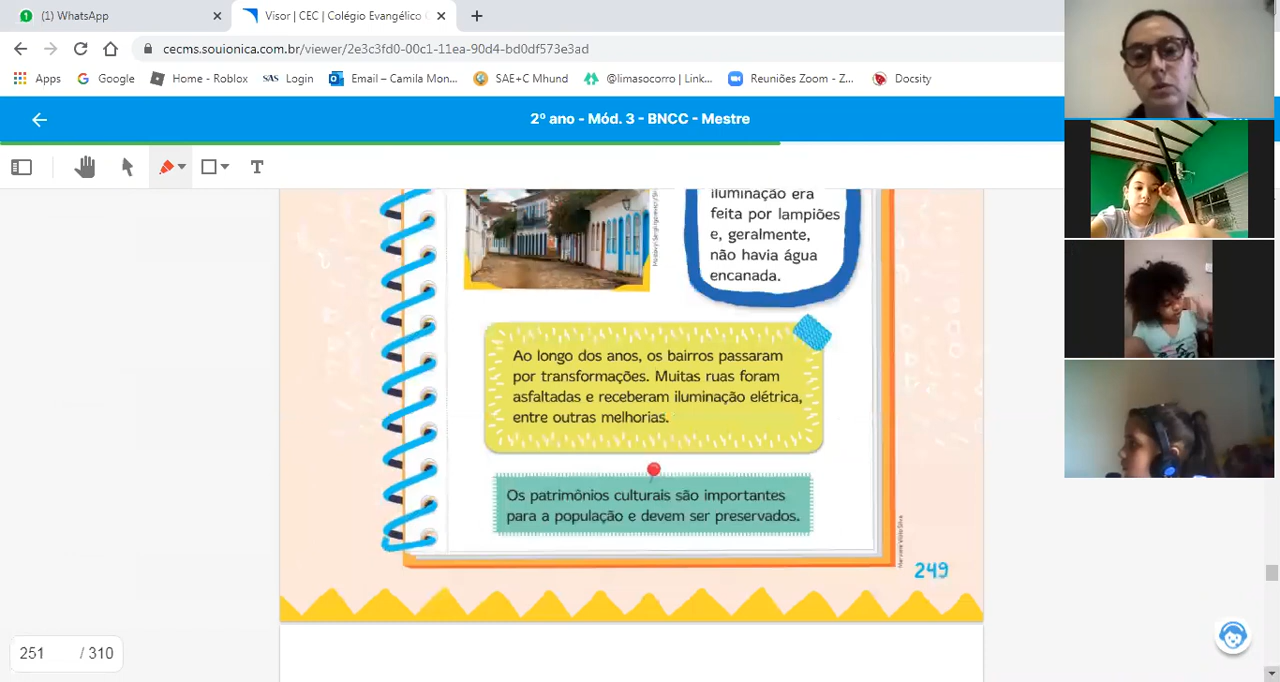 (1) WhatsApp
Visor | CEC | Colégio Evangélico
cecms.souionica.com.br/viewer/2e3c3fd0-00c1-11ea-90d4-bd0df573e3ad
Apps Google Home - Roblox SAS Login Email – Camila Mon... SAE+C Mhund @limasocorro | Link... Reuniões Zoom - Z... Docsity
2º ano - Mód. 3 - BNCC - Mestre
T
iluminação era
feita por lampiões
e, geralmente,
não havia água
encanada.
Ao longo dos anos, os bairros passaram
por transformações. Muitas ruas foram
asfaltadas e receberam iluminação elétrica,
entre outras melhorias.
Os patrimônios culturais são importantes
para a população e devem ser preservados.
249
251 / 310